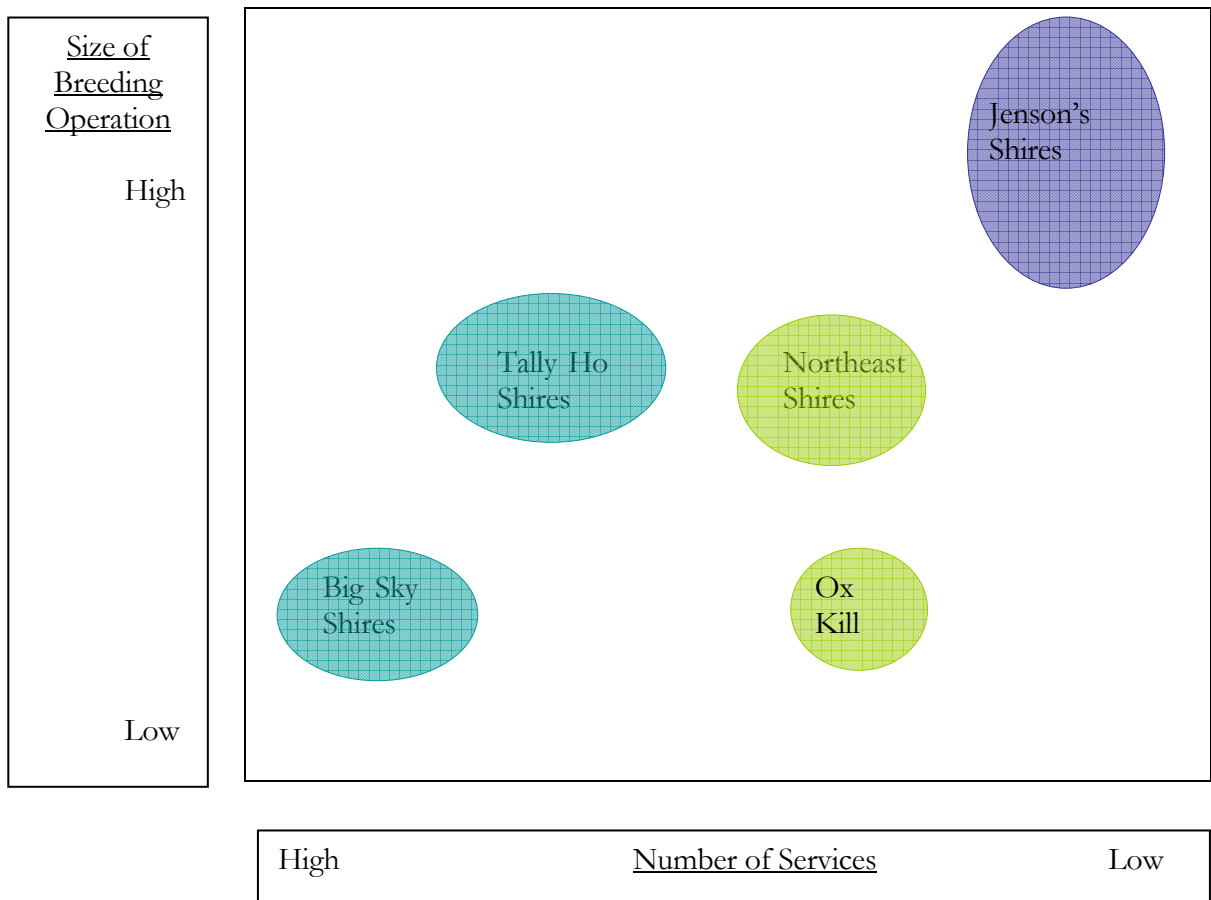 Size of
Breeding
Operation
High
Low
Jenson's
Shires
Tally Ho
Shires
Northeast
Shires
Big Sky
Shires
Ox
Kill
High Number of Services Low